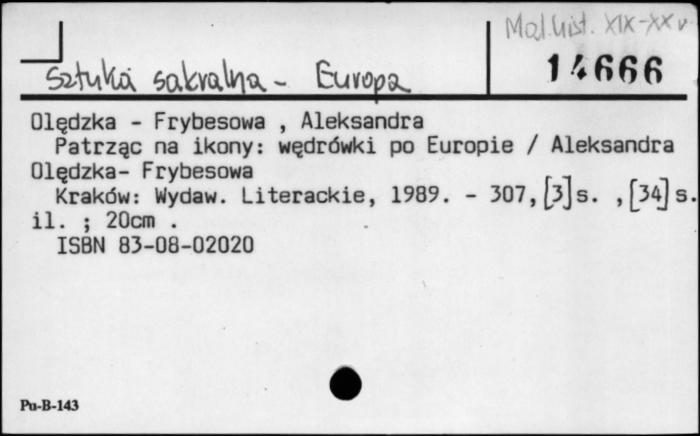 Mal.hist. XIX-XX w
14666
Sztuka sakralna - Europa
Olędzka - Frybesowa , Aleksandra
Patrząc na ikony: wędrówki po Europie / Aleksandra
Olędzka- Frybesowa
Kraków: Wydaw. Literackie, 1989. - 307,[3]s. ,[34]s.
il. ; 20cm .
ISBN 83-08-02020
Pu-B-143